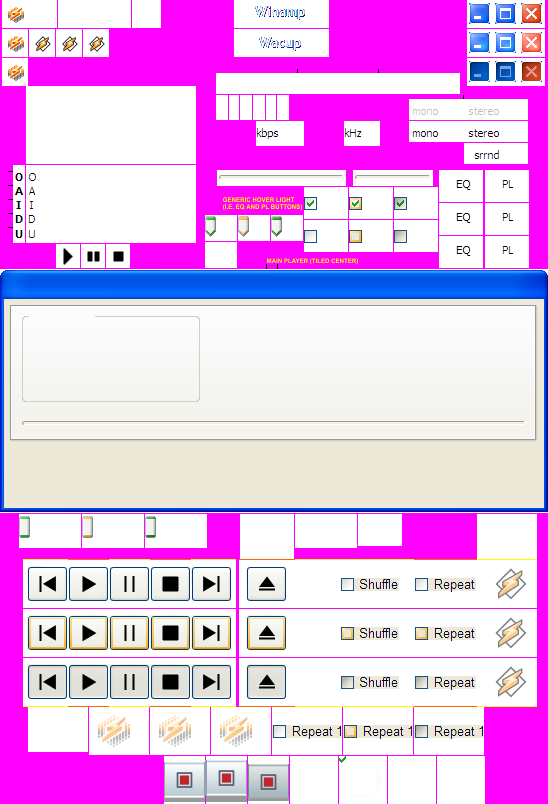 Winamp
Wacup
mono stereo
kbps kHz mono stereo
srrnd
O O
A A
I I
D D
U U
EQ PL
GENERIC HOVER LIGHT
(I.E. EQ AND PL BUTTONS)
EQ PL
EQ PL
MAIN PLAYER (TILED CENTER)
Shuffle Repeat
Shuffle Repeat
Shuffle Repeat
Repeat 1 Repeat 1 Repeat 1